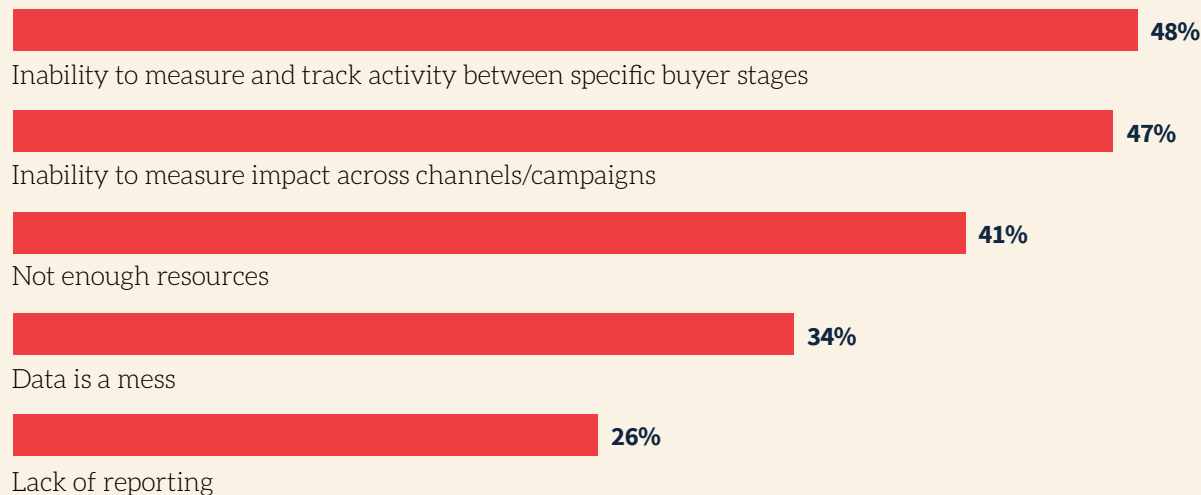 48%
Inability to measure and track activity between specific buyer stages
47%
Inability to measure impact across channels/campaigns
41%
Not enough resources
34%
Data is a mess
26%
Lack of reporting